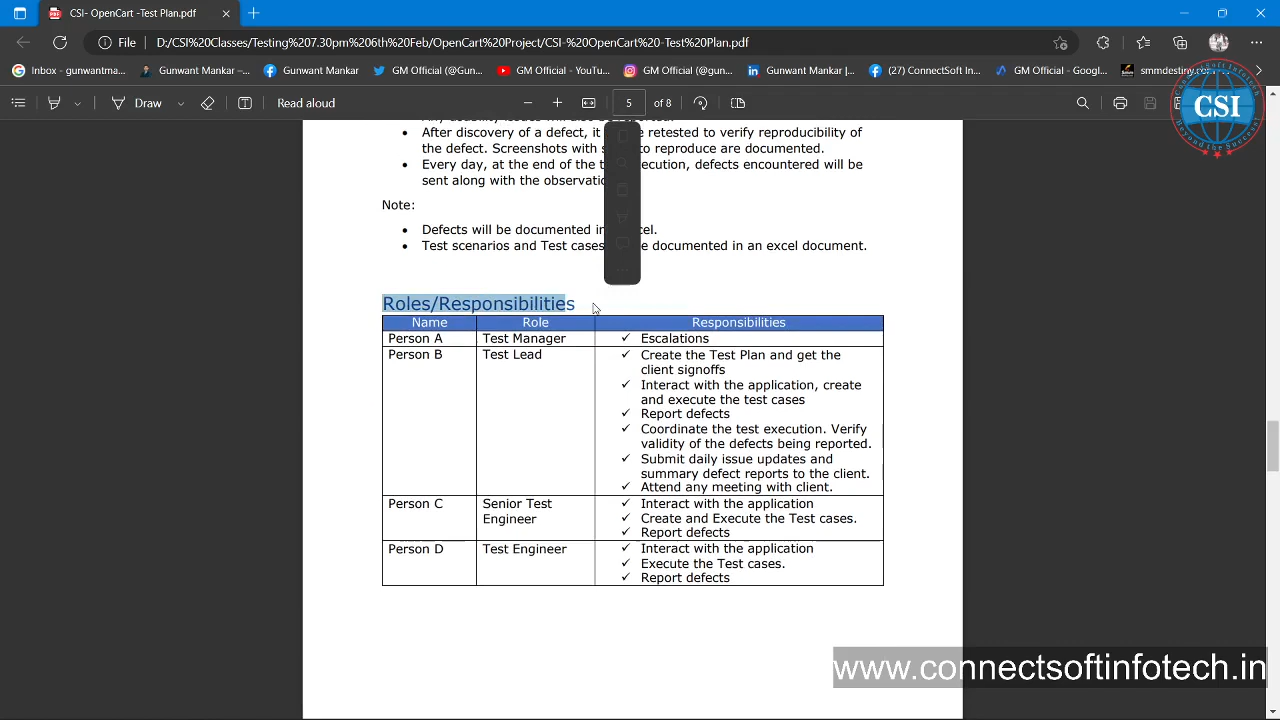 CSI- OpenCart -Test Plan.pdf
File
D:/CSI%20Classes/Testing%207.30pm%206th%20Feb/OpenCart%20Project/CSI-%20OpenCart%20-Test%20Plan.pdf
Inbox - gunwantma...
Gunwant Mankar –...
Gunwant Mankar
GM Official (@Gun...
GM Official - YouTu...
GM Official (@gun...
Gunwant Mankar |...
(27) ConnectSoft In...
GM Official - Googl...
smmdestiny.com
Draw
Read aloud
5 of 8
CSI
Beyond the Success
After discovery of a defect, it retested to verify reproducibility of
the defect. Screenshots with to reproduce are documented.
Every day, at the end of the execution, defects encountered will be
sent along with the
Note:
Defects will be documented in
Test scenarios and Test cases documented in an excel document.
Roles/Responsibilities
Name Role Responsibilities
Person A Test Manager ✓ Escalations
Person B Test Lead ✓ Create the Test Plan and get the
client signoffs
✓ Interact with the application, create
and execute the test cases
✓ Report defects
✓ Coordinate the test execution. Verify
validity of the defects being reported.
✓ Submit daily issue updates and
summary defect reports to the client.
✓ Attend any meeting with client.
Person C Senior Test ✓ Interact with the application
Engineer ✓ Create and Execute the Test cases.
✓ Report defects
Person D Test Engineer ✓ Interact with the application
✓ Execute the Test cases.
✓ Report defects
www.connectsoftinfotech.in